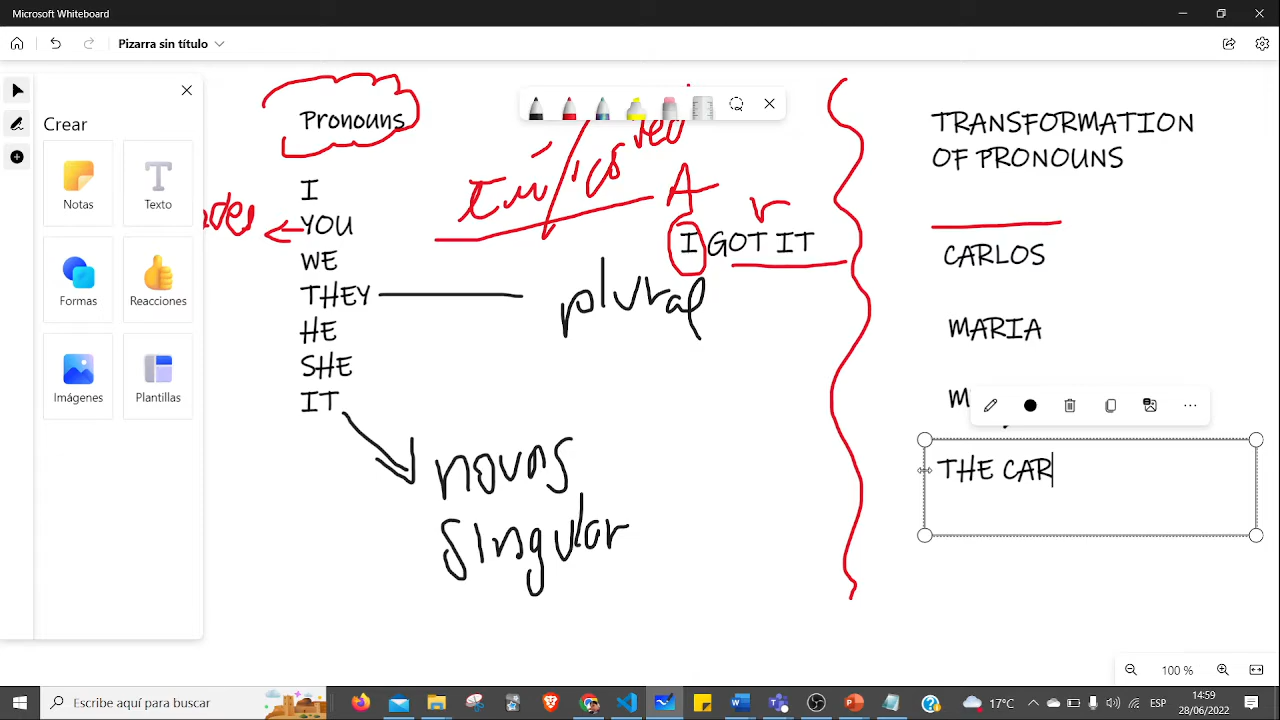 Microsoft Whiteboard
Pizarra sin título
Crear
Notas
Texto
Formas
Reacciones
Imágenes
Plantillas
Pronouns
I
YOU
WE
THEY
HE
SHE
IT
A
r
I GOT IT
plural
nouns
singular
TRANSFORMATION
OF PRONOUNS
CARLOS
MARIA
M
THE CAR
100 %
Escribe aquí para buscar
17°C
ESP
14:59
28/06/2022